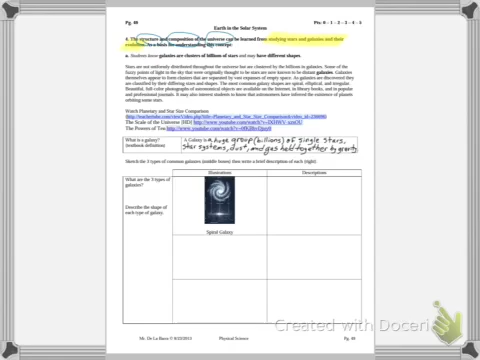 Pg. 48 Pts: 0 - 1 - 2 - 3 - 4 - 5
Earth in the Solar System
4. The structure and composition of the universe can be learned from studying stars and galaxies and their
evolution. As a basis for understanding this concept:
a. Students know galaxies are clusters of billions of stars and may have different shapes.
Stars are not uniformly distributed throughout the universe but are clustered by the billions in galaxies. Some of the
fuzzy points of light in the sky that were originally thought to be stars are now known to be distant galaxies. Galaxies
themselves appear to form clusters that are separated by vast expanses of empty space. As galaxies are discovered they
are classified by their differing sizes and shapes. The most common galaxy shapes are spiral, elliptical, and irregular.
Beautiful, full-color photographs of astronomical objects are available on the Internet, in library books, and in popular
and professional journals. It may also interest students to know that astronomers have inferred the existence of planets
orbiting some stars.
Watch Planetary and Star Size Comparison
The Scale of the Universe [HD]
The Powers of Ten
What is a galaxy?
(textbook definition)
A Galaxy is a huge group (billions) of single stars,
star systems, dust, and gas held together by gravity.
Sketch the 3 types of common galaxies (middle boxes) then write a brief description of each (right).
Illustrations Descriptions
What are the 3 types of
galaxies?
Describe the shape of
each type of galaxy.
Spiral Galaxy
Mr. De La Basse © 9/23/2013 Physical Science Pg. 48
Created with Doceri